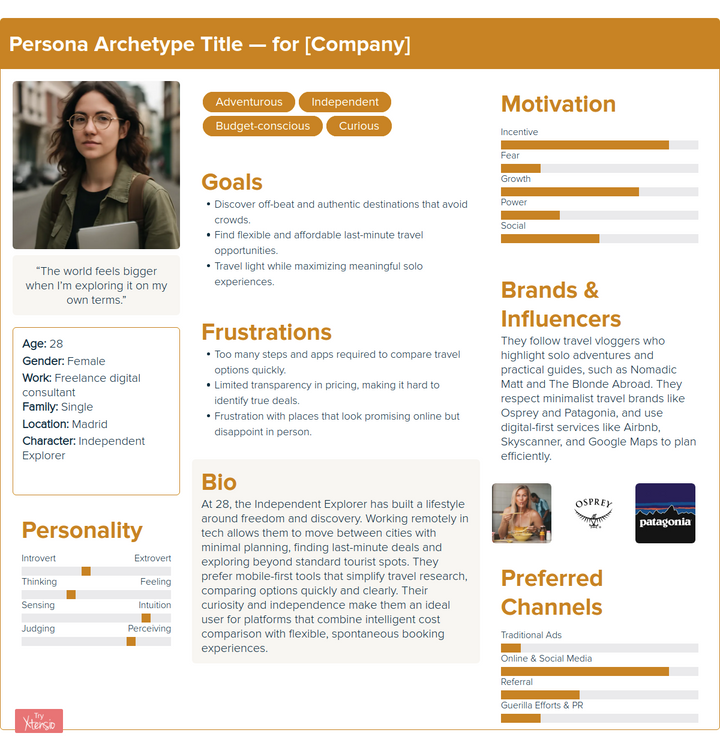 Persona Archetype Title — for [Company]
“The world feels bigger
when I’m exploring it on my
own terms.”
Age: 28
Gender: Female
Work: Freelance digital
consultant
Family: Single
Location: Madrid
Character: Independent
Explorer
Personality
Introvert Extrovert
Thinking Feeling
Sensing Intuition
Judging Perceiving
Try
Xtensio
Adventurous Independent
Budget-conscious Curious
Goals
• Discover off-beat and authentic destinations that avoid
crowds.
• Find flexible and affordable last-minute travel
opportunities.
• Travel light while maximizing meaningful solo
experiences.
Frustrations
• Too many steps and apps required to compare travel
options quickly.
• Limited transparency in pricing, making it hard to
identify true deals.
• Frustration with places that look promising online but
disappoint in person.
Bio
At 28, the Independent Explorer has built a lifestyle
around freedom and discovery. Working remotely in
tech allows them to move between cities with
minimal planning, finding last-minute deals and
exploring beyond standard tourist spots. They
prefer mobile-first tools that simplify travel research,
comparing options quickly and clearly. Their
curiosity and independence make them an ideal
user for platforms that combine intelligent cost
comparison with flexible, spontaneous booking
experiences.
Motivation
Incentive
Fear
Growth
Power
Social
Brands &
Influencers
They follow travel vloggers who
highlight solo adventures and
practical guides, such as Nomadic
Matt and The Blonde Abroad. They
respect minimalist travel brands like
Osprey and Patagonia, and use
digital-first services like Airbnb,
Skyscanner, and Google Maps to plan
efficiently.
OSPREY
patagonia
Preferred
Channels
Traditional Ads
Online & Social Media
Referral
Guerilla Efforts & PR